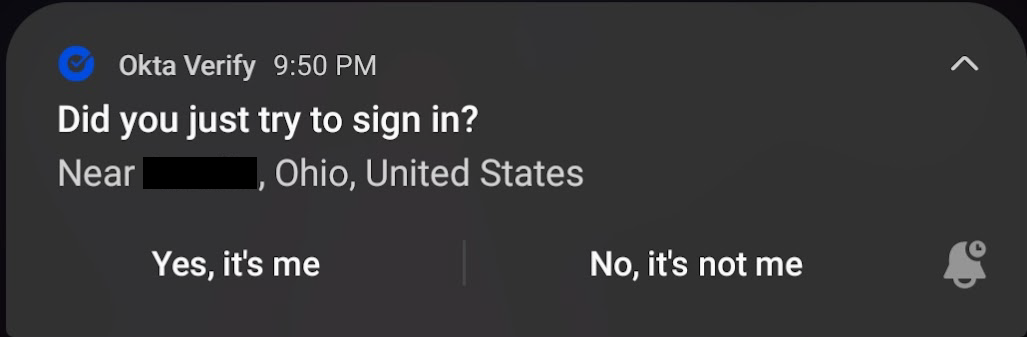 Okta Verify 9:50 PM
Did you just try to sign in?
Near , Ohio, United States
Yes, it's me
No, it's not me